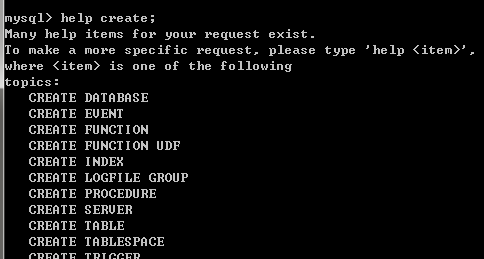 mysql> help create;
Many help items for your request exist.
To make a more specific request, please type 'help <item>',
where <item> is one of the following
topics:
CREATE DATABASE
CREATE EVENT
CREATE FUNCTION
CREATE FUNCTION UDF
CREATE INDEX
CREATE LOGFILE GROUP
CREATE PROCEDURE
CREATE SERVER
CREATE TABLE
CREATE TABLESPACE
CREATE TRIGGER